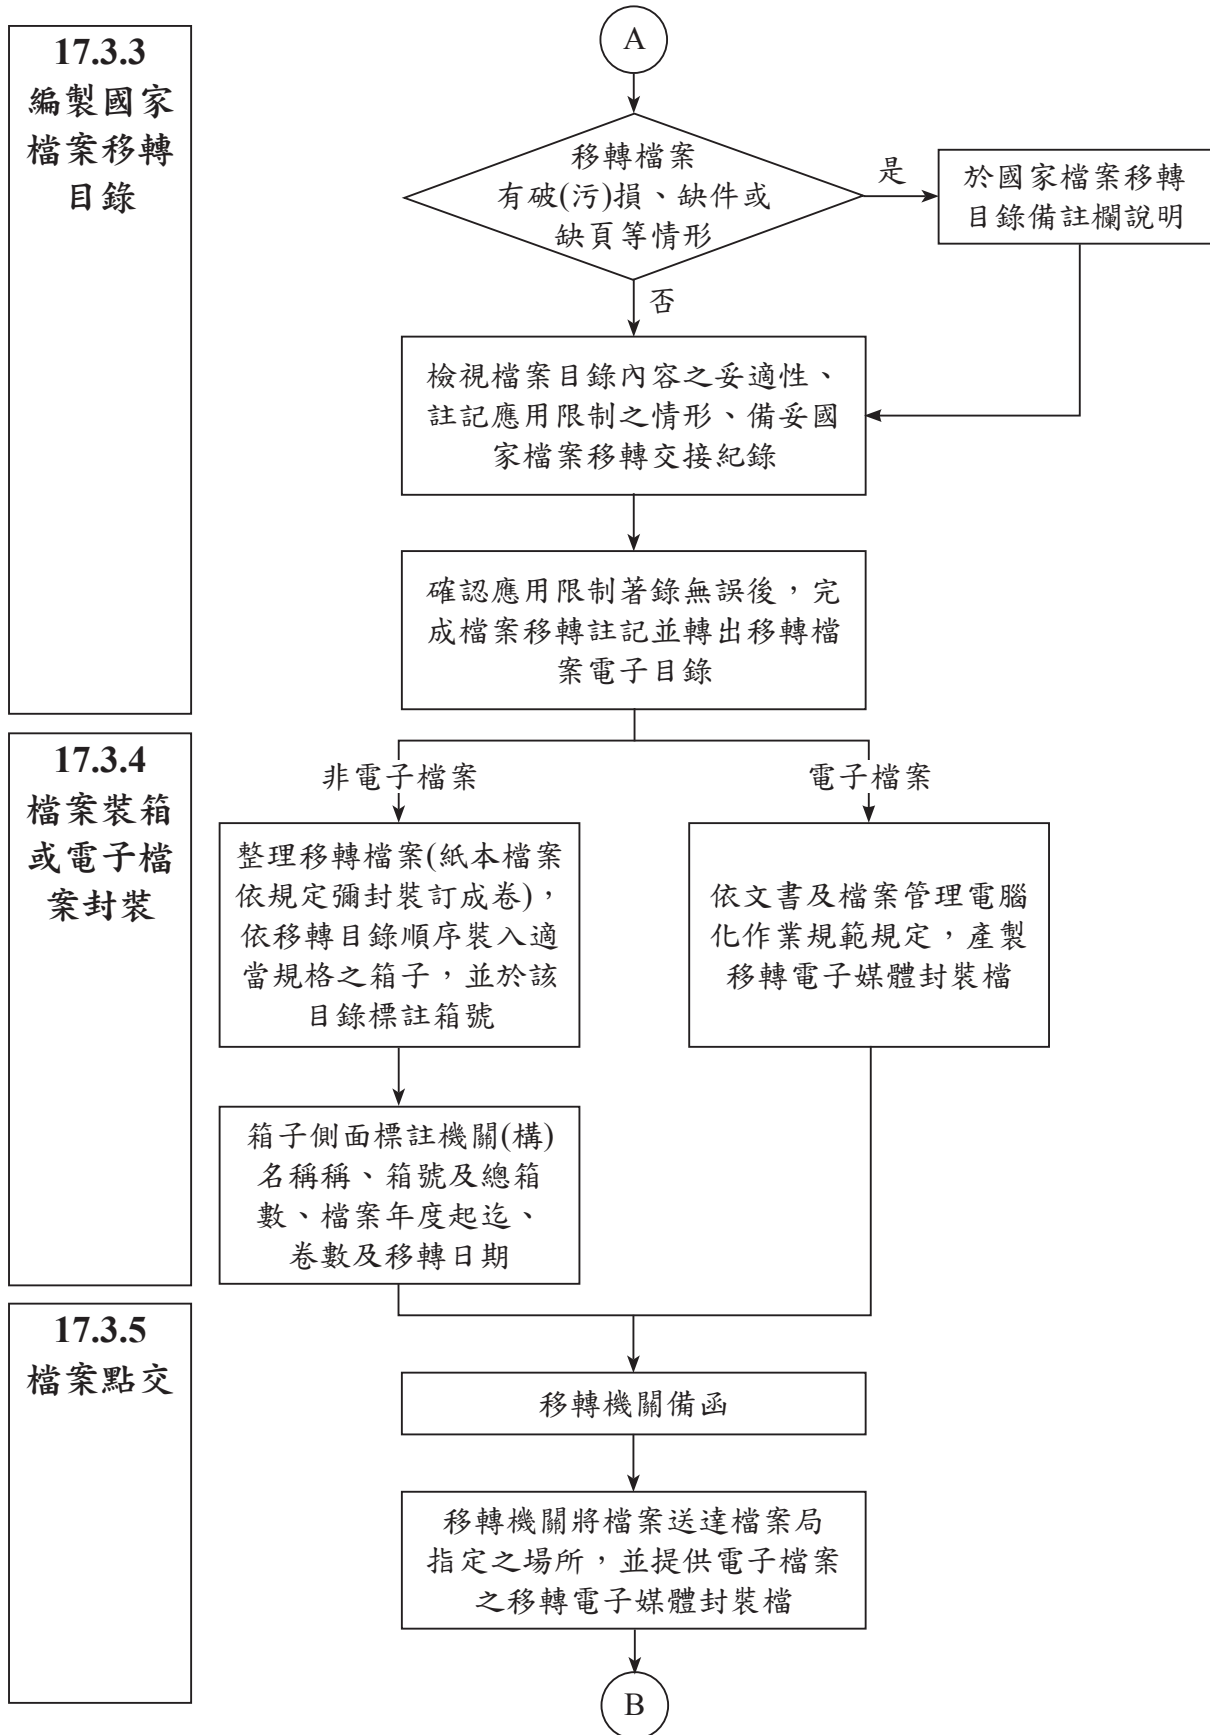 17.3.3
編製國家
檔案移轉
目錄
A
移轉檔案
有破(污)損、缺件或
缺頁等情形
是
於國家檔案移轉
目錄備註欄說明
否
檢視檔案目錄內容之妥適性、
註記應用限制之情形、備妥國
家檔案移轉交接紀錄
確認應用限制著錄無誤後，完
成檔案移轉註記並轉出移轉檔
案電子目錄
17.3.4
檔案裝箱
或電子檔
案封裝
非電子檔案
電子檔案
整理移轉檔案(紙本檔案
依規定彌封裝訂成卷)，
依移轉目錄順序裝入適
當規格之箱子，並於該
目錄標註箱號
依文書及檔案管理電腦
化作業規範規定，產製
移轉電子媒體封裝檔
箱子側面標註機關(構)
名稱稱、箱號及總箱
數、檔案年度起迄、
卷數及移轉日期
17.3.5
檔案點交
移轉機關備函
移轉機關將檔案送達檔案局
指定之場所，並提供電子檔案
之移轉電子媒體封裝檔
B